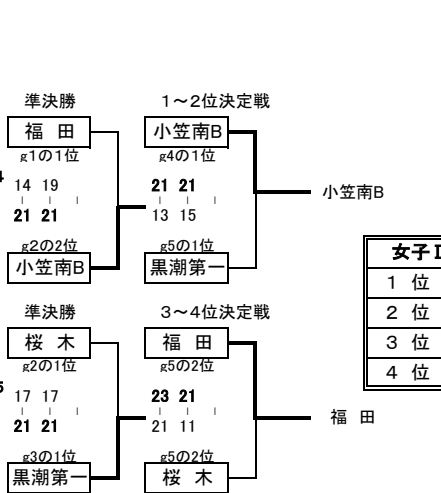 準決勝 1~2位決定戦
福 田 小笠南B
g1の1位 g4の1位
14 19 21 21
小笠南B
21 21 13 15
g2の2位 g5の1位
小笠南B 黒潮第一
女子Ⅱ
1 位
準決勝 3~4位決定戦
2 位
桜 木 福 田
3 位
g2の1位 g5の2位
4 位
17 17 23 21
福 田
21 21 21 11
g3の1位 g5の2位
黒潮第一 桜 木